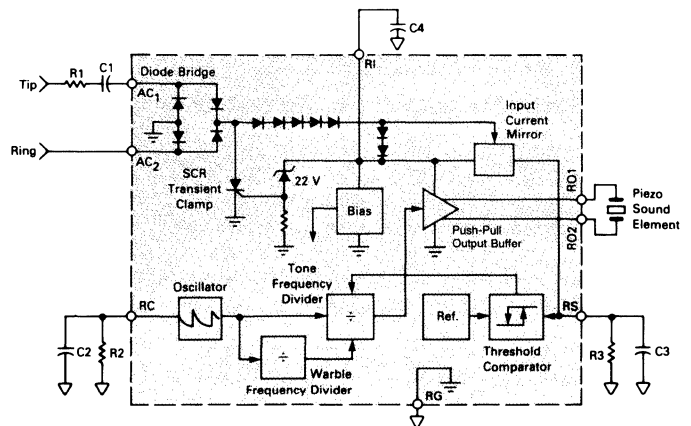 C4
RI
R1
C1
Tip
AC1
Diode Bridge
Input
Current
Mirror
Ring
AC2
SCR
Transient
Clamp
22 V
Bias
Push-Pull
Output Buffer
RO1
RO2
Piezo
Sound
Element
Tone
Frequency
Divider
Oscillator
RC
÷
Ref.
RS
C2
R2
÷
Warble
Frequency Divider
Threshold
Comparator
R3
C3
RG